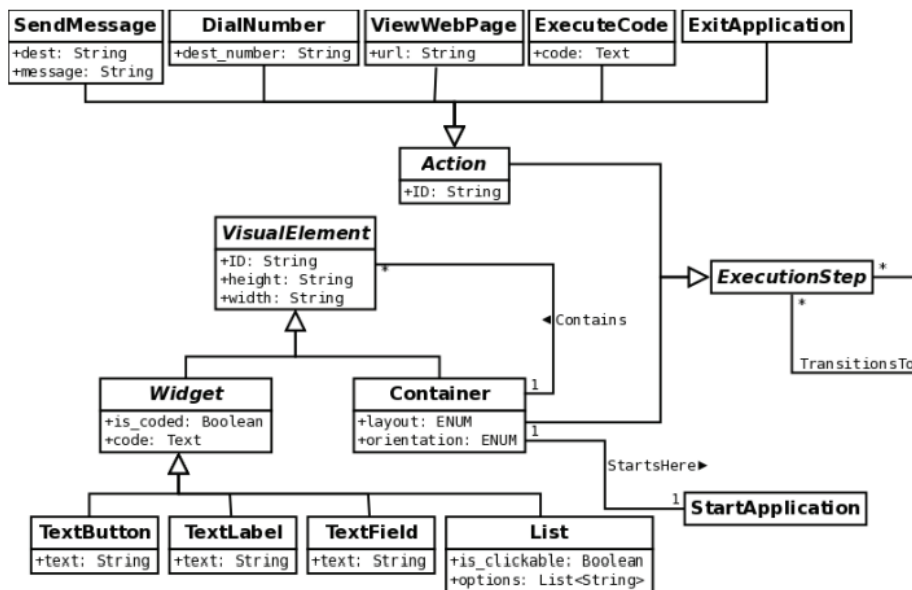 SendMessage
+dest: String
+message: String
DialNumber
+dest_number: String
ViewWebPage
+url: String
ExecuteCode
+code: Text
ExitApplication
Action
+ID: String
VisualElement
+ID: String
+height: String
+width: String
*
ExecutionStep
*
*
Contains
TransitionsTo
Widget
+is_coded: Boolean
+code: Text
Container
+layout: ENUM
+orientation: ENUM
1
1
StartsHere
1
StartApplication
TextButton
+text: String
TextLabel
+text: String
TextField
+text: String
List
+is_clickable: Boolean
+options: List<String>